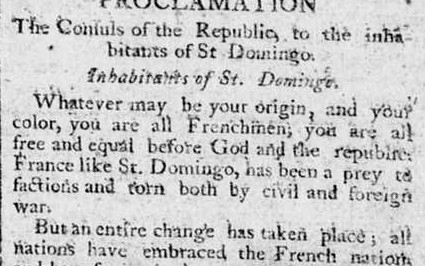 PROCLAMATION
The Consuls of the Republic, to the inha-
bitants of St Domingo.
Inhabitants of St. Domingo.
Whatever may be your origin, and your
color, you are all Frenchmen; you are all
free and equal before God and the republic.
France like St. Domingo, has been a prey to
factions and torn both by civil and foreign
war.
But an entire change has taken place; all
nations have embraced the French nation